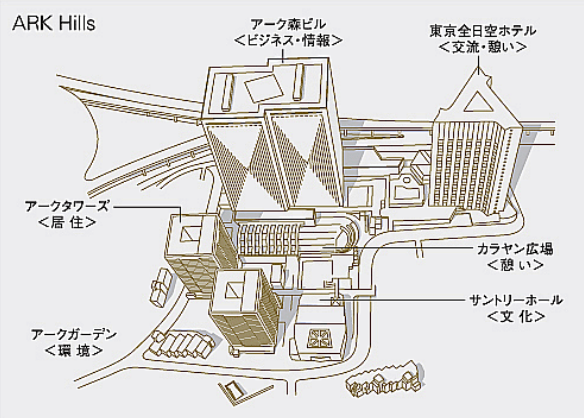 ARK Hills
アーク森ビル
＜ビジネス・情報＞
東京全日空ホテル
＜交流・憩い＞
アークタワーズ
＜居 住＞
カラヤン広場
＜憩 い＞
サントリーホール
＜文 化＞
アークガーデン
＜環 境＞